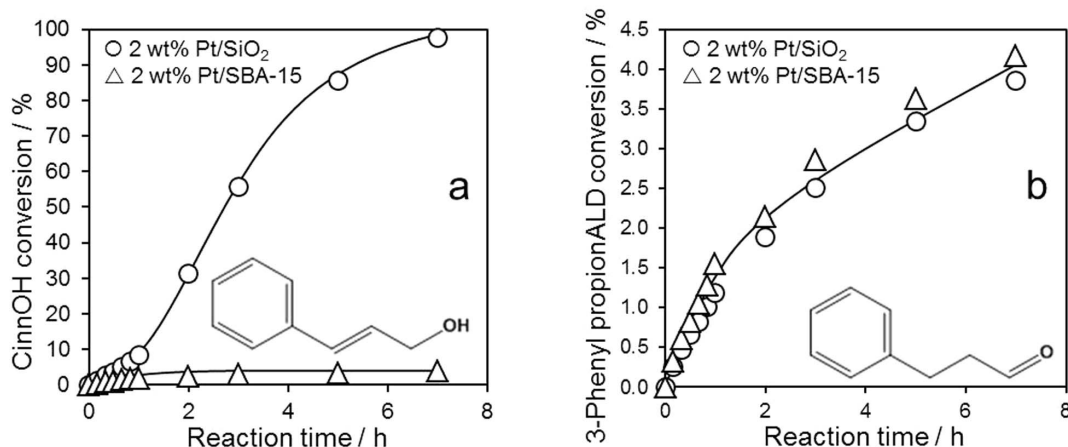 CinnOH conversion / %
100
90
80
70
60
50
40
30
20
10
0
2 wt% Pt/SiO₂
2 wt% Pt/SBA-15
a
OH
0 2 4 6 8
Reaction time / h
3-Phenyl propionALD conversion / %
4.5
4.0
3.5
3.0
2.5
2.0
1.5
1.0
0.5
0.0
2 wt% Pt/SiO₂
2 wt% Pt/SBA-15
b
O
0 2 4 6 8
Reaction time / h